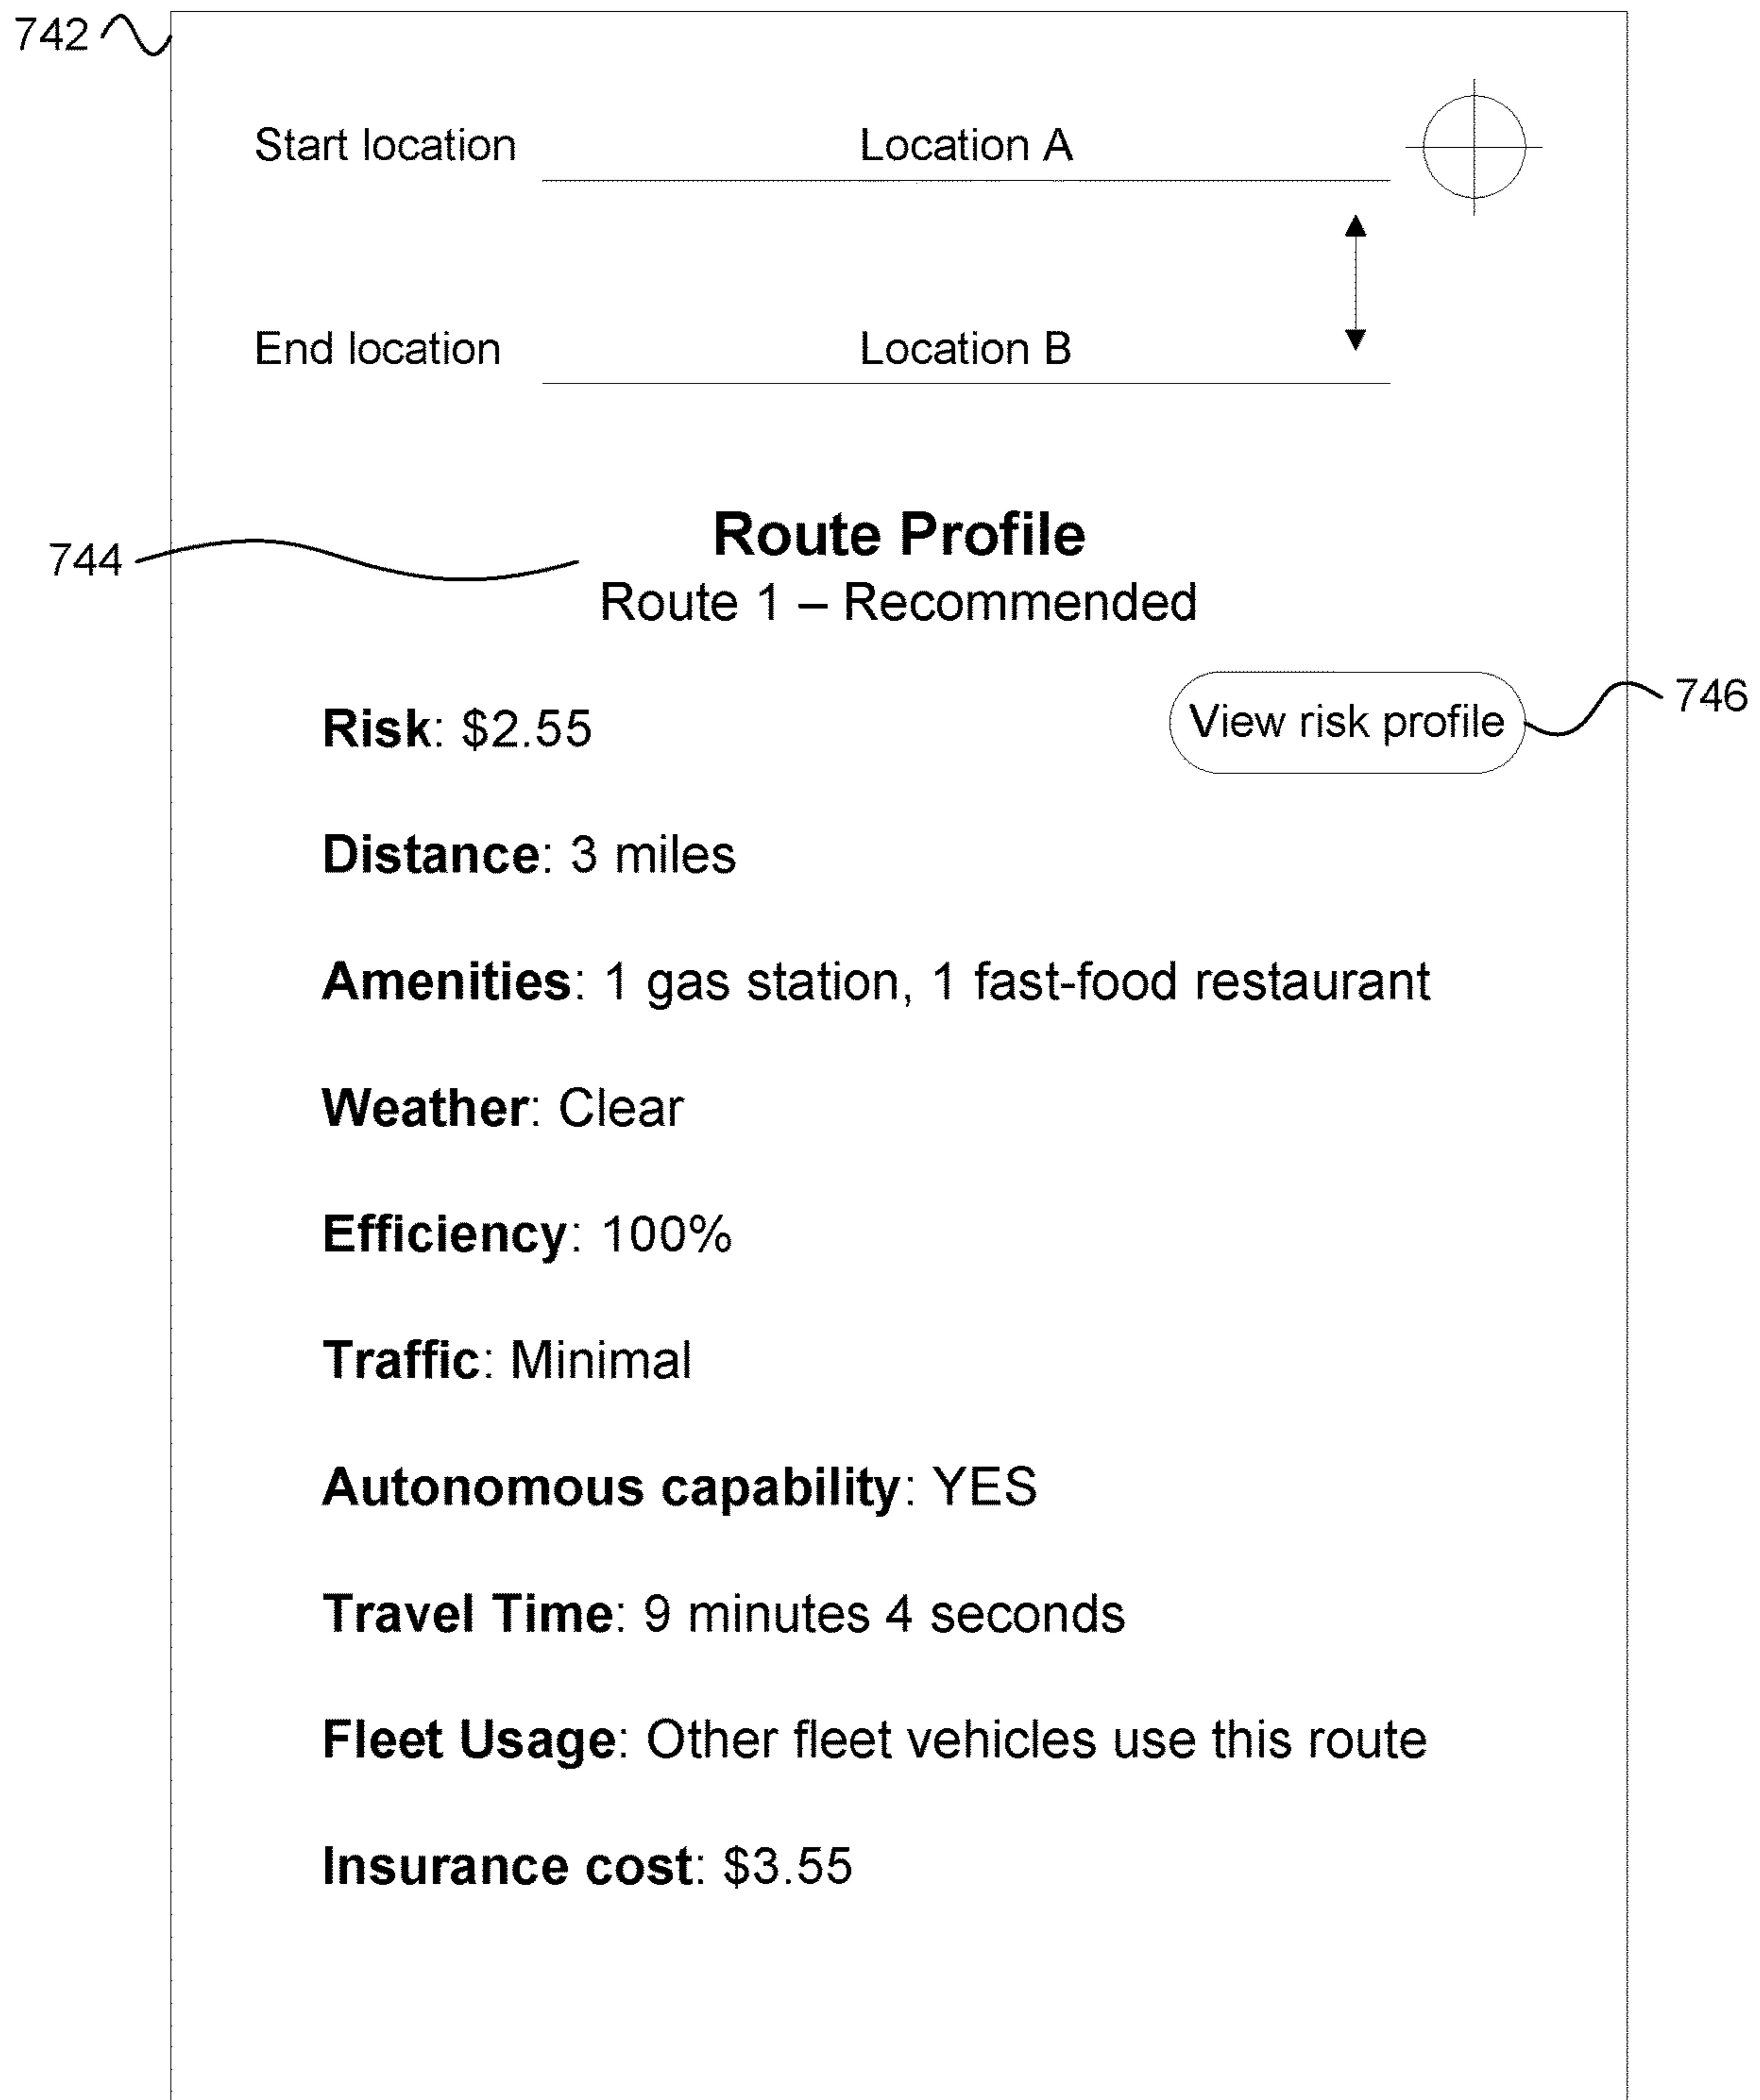 742
Start location Location A
End location Location B
Route Profile
744
Route 1 – Recommended
Risk: $2.55
View risk profile
746
Distance: 3 miles
Amenities: 1 gas station, 1 fast-food restaurant
Weather: Clear
Efficiency: 100%
Traffic: Minimal
Autonomous capability: YES
Travel Time: 9 minutes 4 seconds
Fleet Usage: Other fleet vehicles use this route
Insurance cost: $3.55